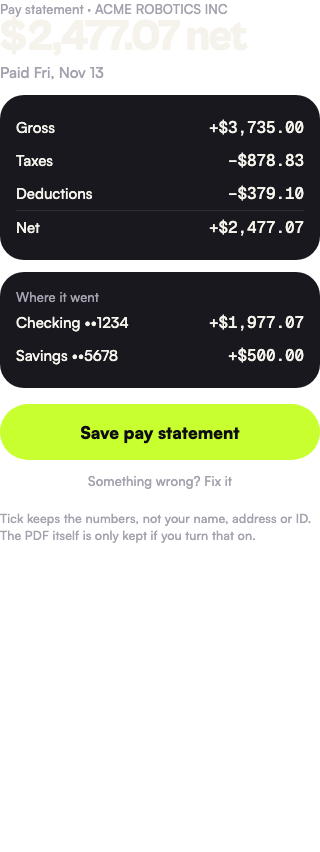 Pay statement · ACME ROBOTICS INC
$2,477.07 net
Paid Fri, Nov 13
Gross +$3,735.00
Taxes −$878.83
Deductions −$379.10
Net +$2,477.07
Where it went
Checking ••1234 +$1,977.07
Savings ••5678 +$500.00
Save pay statement
Something wrong? Fix it
Tick keeps the numbers, not your name, address or ID.
The PDF itself is only kept if you turn that on.